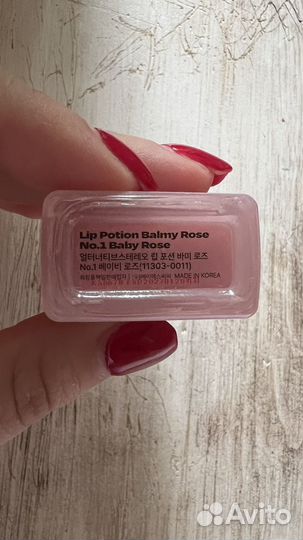 Lip Potion Balmy Rose
No.1 Baby Rose
얼터너티브스테레오 립 포션 바미 로즈
No.1 베이비 로즈(11303-0011)
MADE IN KOREA
Avito